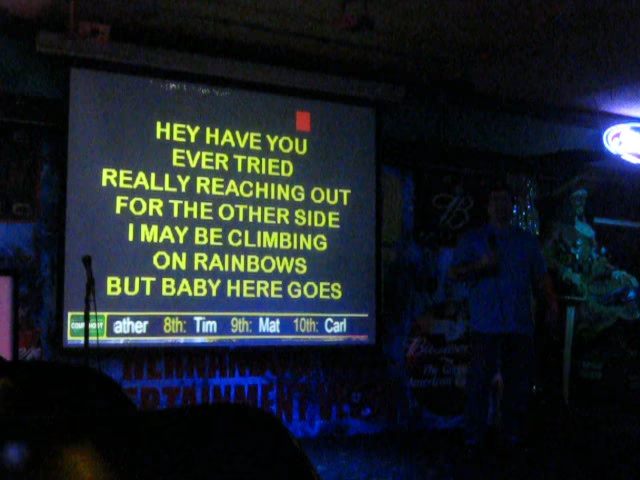 HEY HAVE YOU
EVER TRIED
REALLY REACHING OUT
FOR THE OTHER SIDE
I MAY BE CLIMBING
ON RAINBOWS
BUT BABY HERE GOES
ather 8th: Tim 9th: Mat 10th: Carl